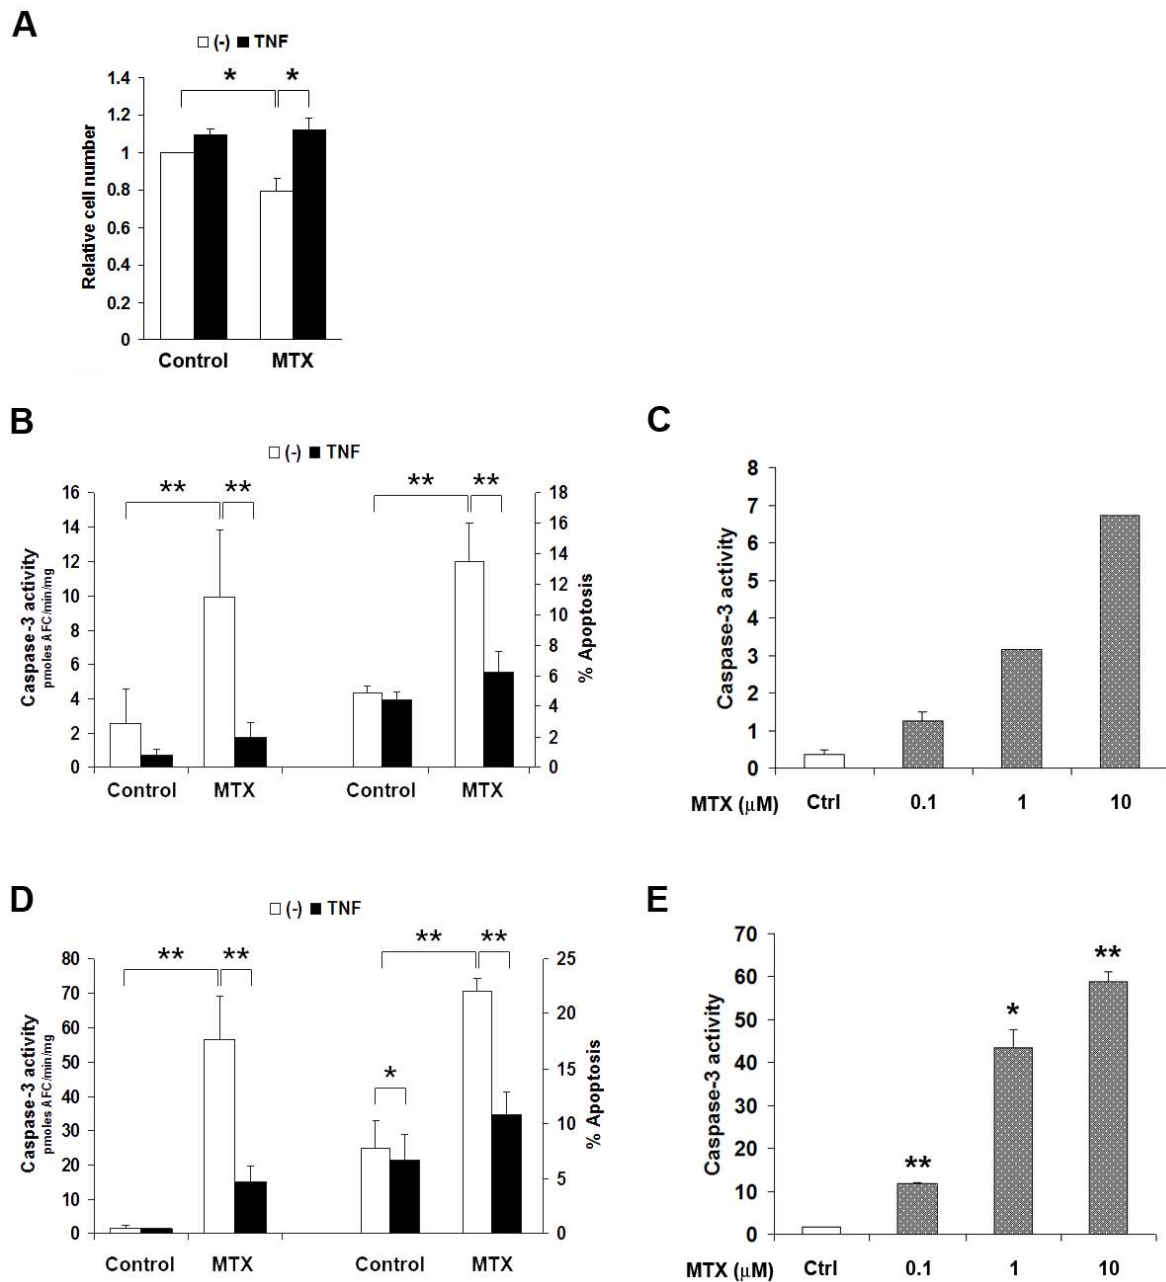 A
(-) TNF
* *
1.4
1.2
1
0.8
0.6
0.4
0.2
0
Relative cell number
Control MTX
B
(-) TNF
** ** ** **
16
14
12
10
8
6
4
2
0
Caspase-3 activity
pmoles AFC/min/mg
18
16
14
12
10
8
6
4
2
0
% Apoptosis
Control MTX Control MTX
C
8
7
6
5
4
3
2
1
0
Caspase-3 activity
MTX (µM) Ctrl 0.1 1 10
D
(-) TNF
** ** ** **
*
80
70
60
50
40
30
20
10
0
Caspase-3 activity
pmoles AFC/min/mg
25
20
15
10
5
0
% Apoptosis
Control MTX Control MTX
E
70
60
50
40
30
20
10
0
Caspase-3 activity
** * **
MTX (µM) Ctrl 0.1 1 10